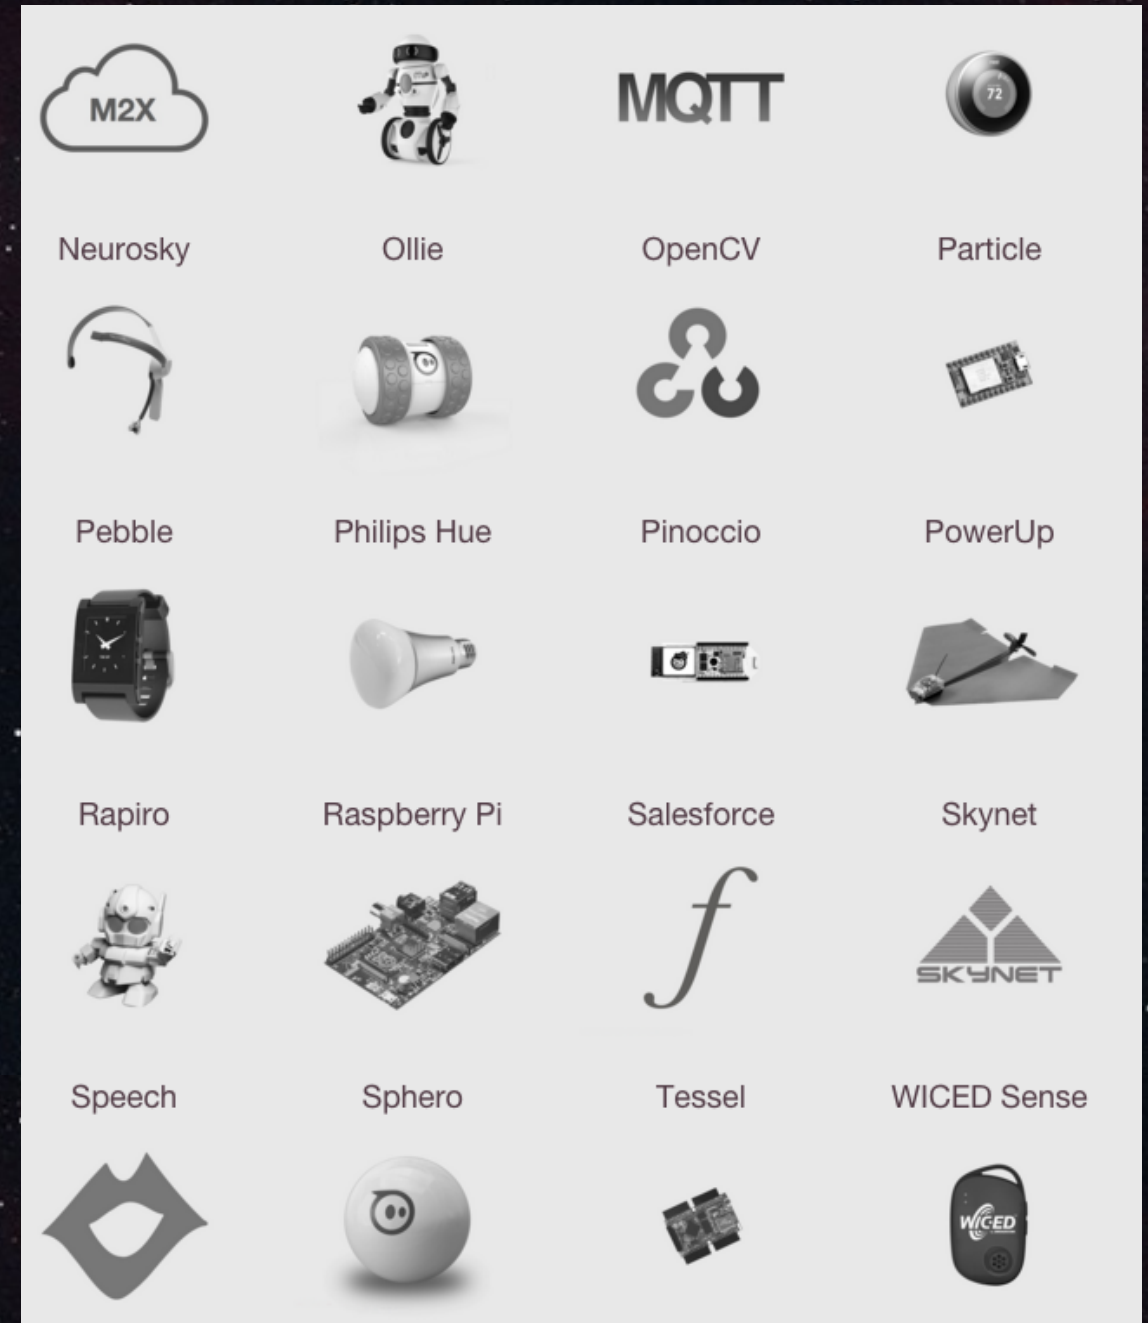 M2X
MQTT
72
Neurosky Ollie OpenCV Particle
Pebble Philips Hue Pinoccio PowerUp
Rapiro Raspberry Pi Salesforce Skynet
SKYNET
Speech Sphero Tessel WICED Sense
WICED